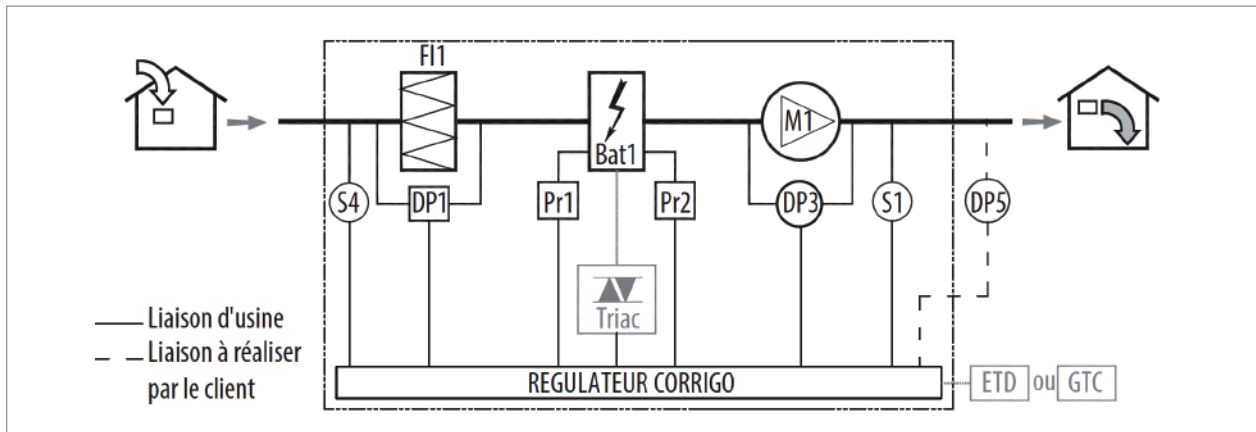 FI1
M1
Bat1
S4
DP1
Pr1
Pr2
DP3
S1
DP5
Triac
Liaison d'usine
Liaison à réaliser
par le client
REGULATEUR CORRIGO
ETD ou GTC